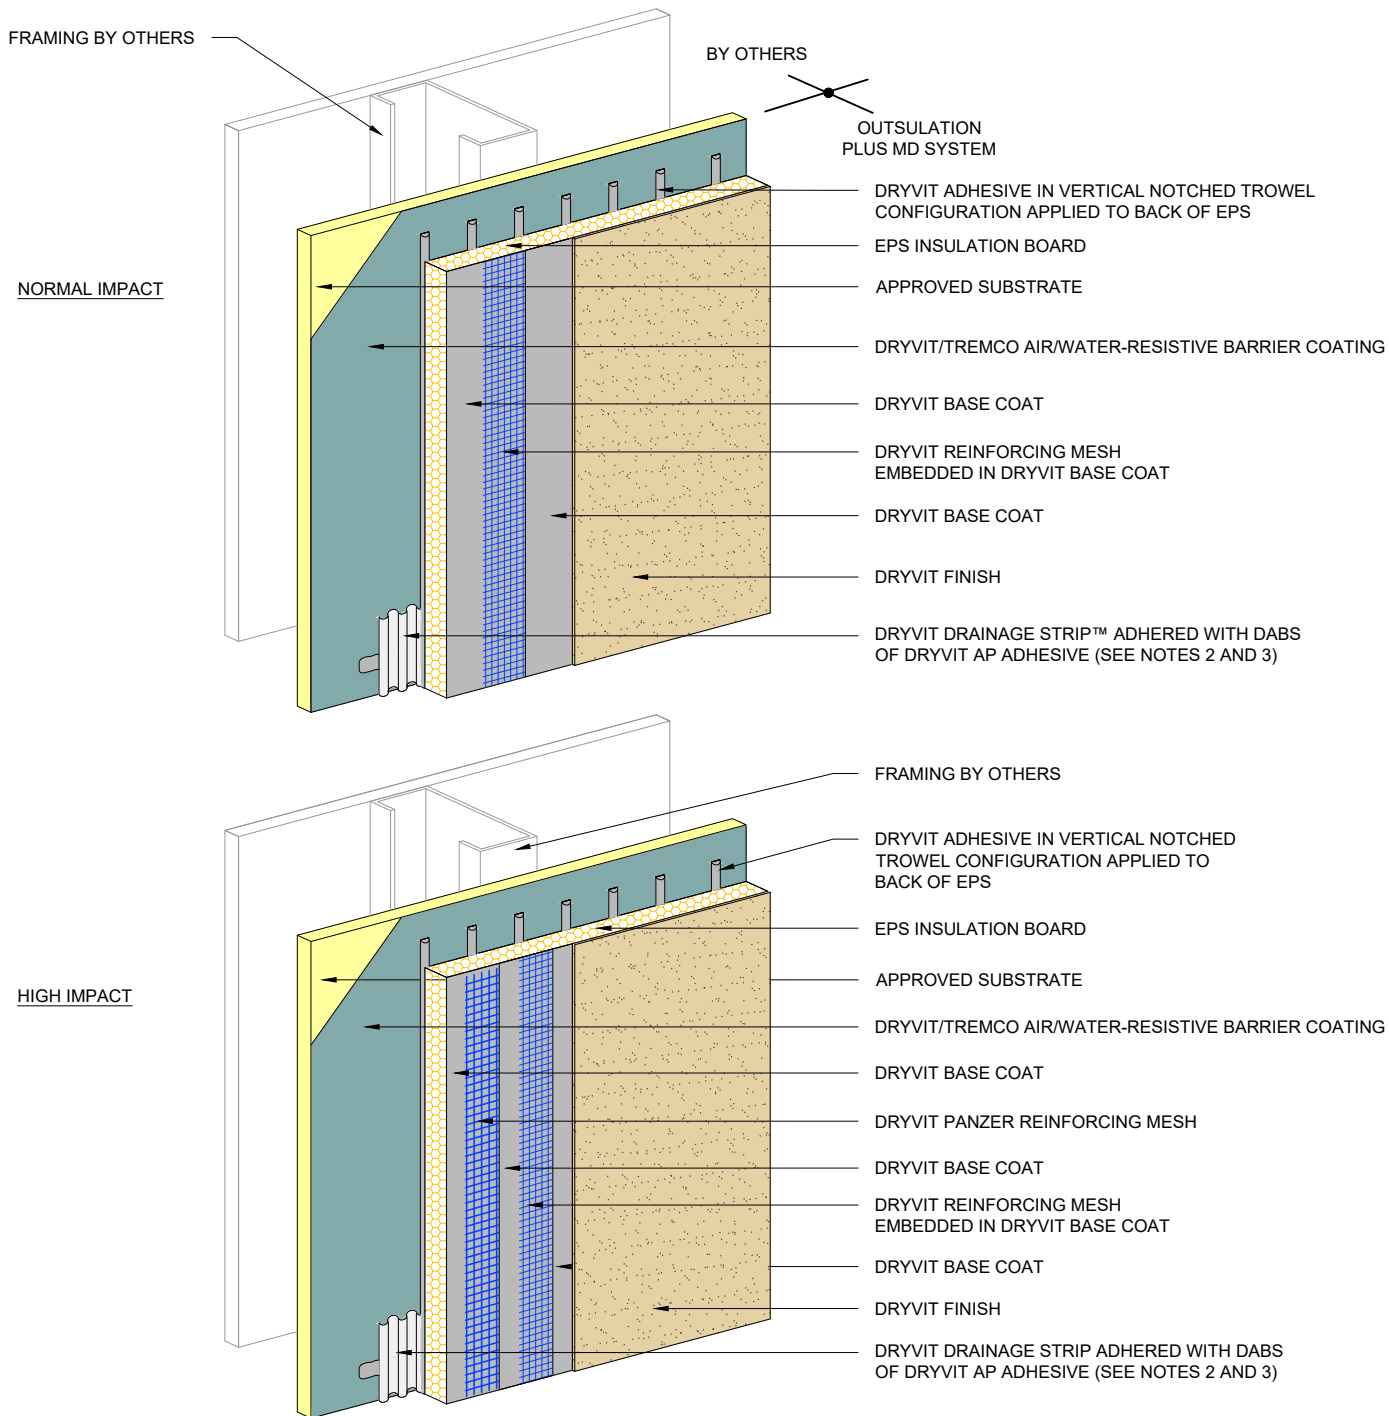 FRAMING BY OTHERS
BY OTHERS
OUTSULATION
PLUS MD SYSTEM
DRYVIT ADHESIVE IN VERTICAL NOTCHED TROWEL
CONFIGURATION APPLIED TO BACK OF EPS
EPS INSULATION BOARD
NORMAL IMPACT
APPROVED SUBSTRATE
DRYVIT/TREMCO AIR/WATER-RESISTIVE BARRIER COATING
DRYVIT BASE COAT
DRYVIT REINFORCING MESH
EMBEDDED IN DRYVIT BASE COAT
DRYVIT BASE COAT
DRYVIT FINISH
DRYVIT DRAINAGE STRIP™ ADHERED WITH DABS
OF DRYVIT AP ADHESIVE (SEE NOTES 2 AND 3)
FRAMING BY OTHERS
DRYVIT ADHESIVE IN VERTICAL NOTCHED
TROWEL CONFIGURATION APPLIED TO
BACK OF EPS
EPS INSULATION BOARD
APPROVED SUBSTRATE
HIGH IMPACT
DRYVIT/TREMCO AIR/WATER-RESISTIVE BARRIER COATING
DRYVIT BASE COAT
DRYVIT PANZER REINFORCING MESH
DRYVIT BASE COAT
DRYVIT REINFORCING MESH
EMBEDDED IN DRYVIT BASE COAT
DRYVIT BASE COAT
DRYVIT FINISH
DRYVIT DRAINAGE STRIP ADHERED WITH DABS
OF DRYVIT AP ADHESIVE (SEE NOTES 2 AND 3)